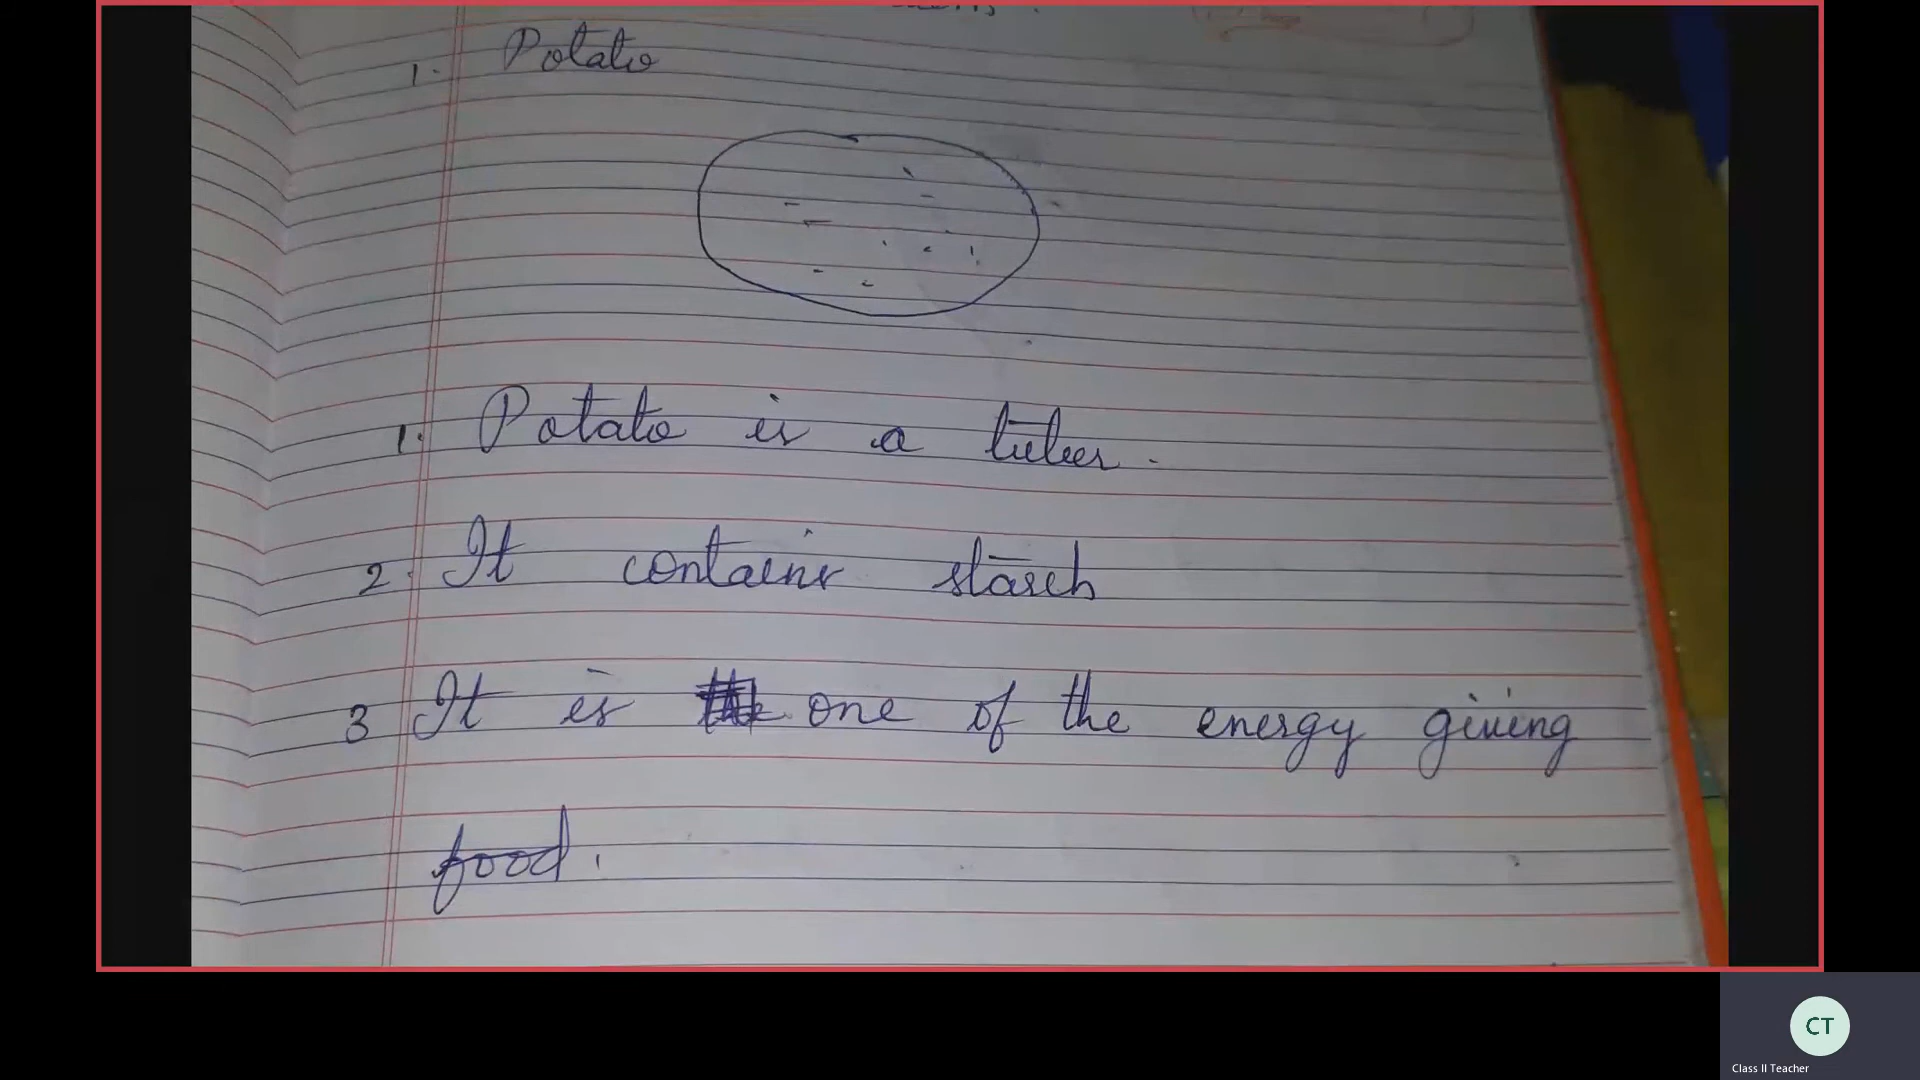 1. Potato
1. Potato is a tuber.
2. It contains starch
3 It is one of the energy giving
food.
CT
Class II Teacher